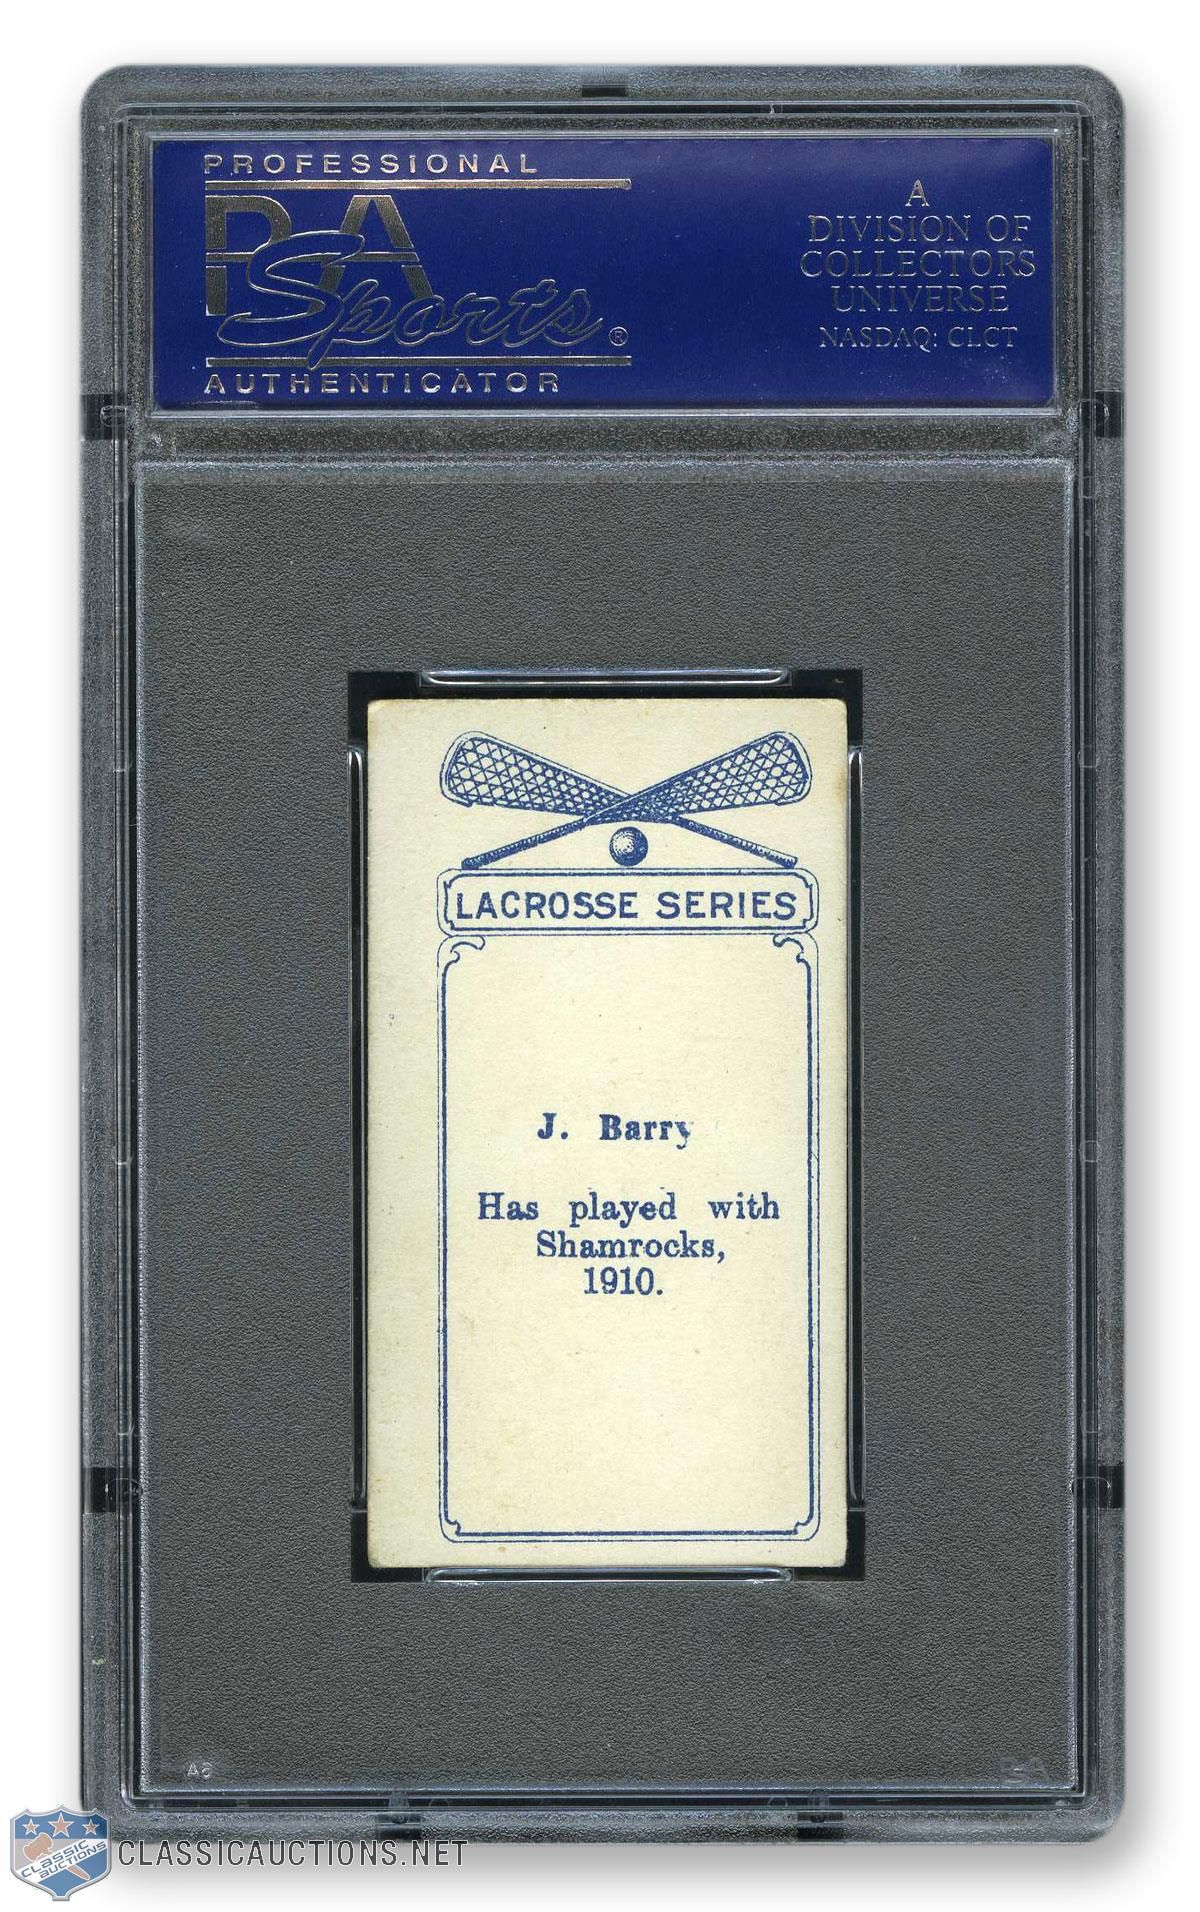 PROFESSIONAL
PSA
Sports®
AUTHENTICATOR
A
DIVISION OF
COLLECTORS
UNIVERSE
NASDAQ: CLCT
LACROSSE SERIES
J. Barry
Has played with
Shamrocks,
1910.
CLASSIC
AUCTIONS
CLASSICAUCTIONS.NET